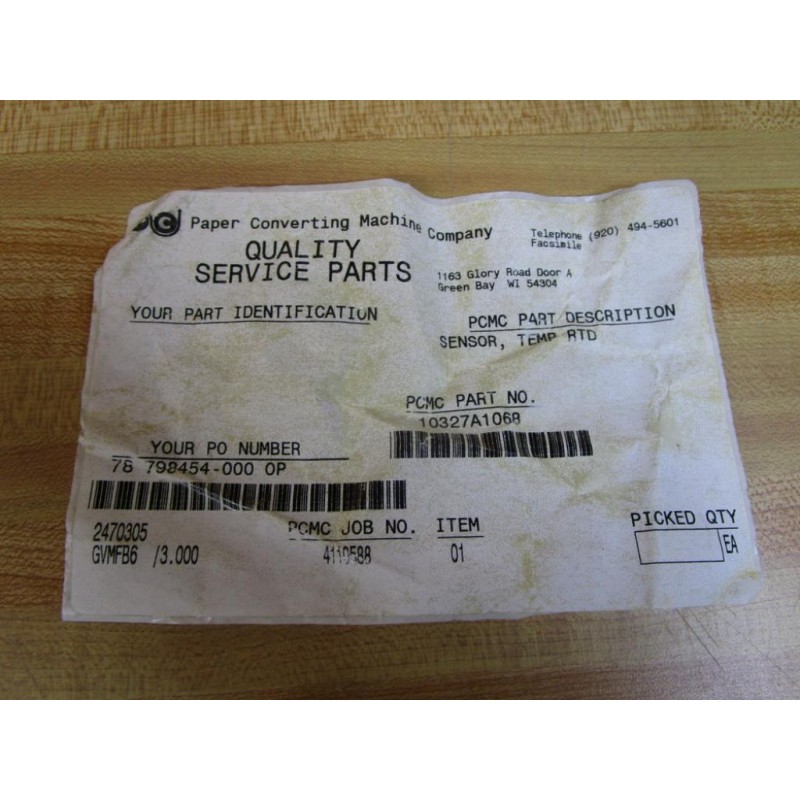 Paper Converting Machine Company
QUALITY
SERVICE PARTS
Telephone (920) 494-5601
Facsimile
1163 Glory Road Door A
Green Bay WI 54304
YOUR PART IDENTIFICATION
PCMC PART DESCRIPTION
SENSOR, TEMP RTD
PCMC PART NO.
10327A1068
YOUR PO NUMBER
78 798454-000 OP
2470305
PCMC JOB NO. ITEM
PICKED QTY
GVMFB6 /3.000
4119588
01
EA